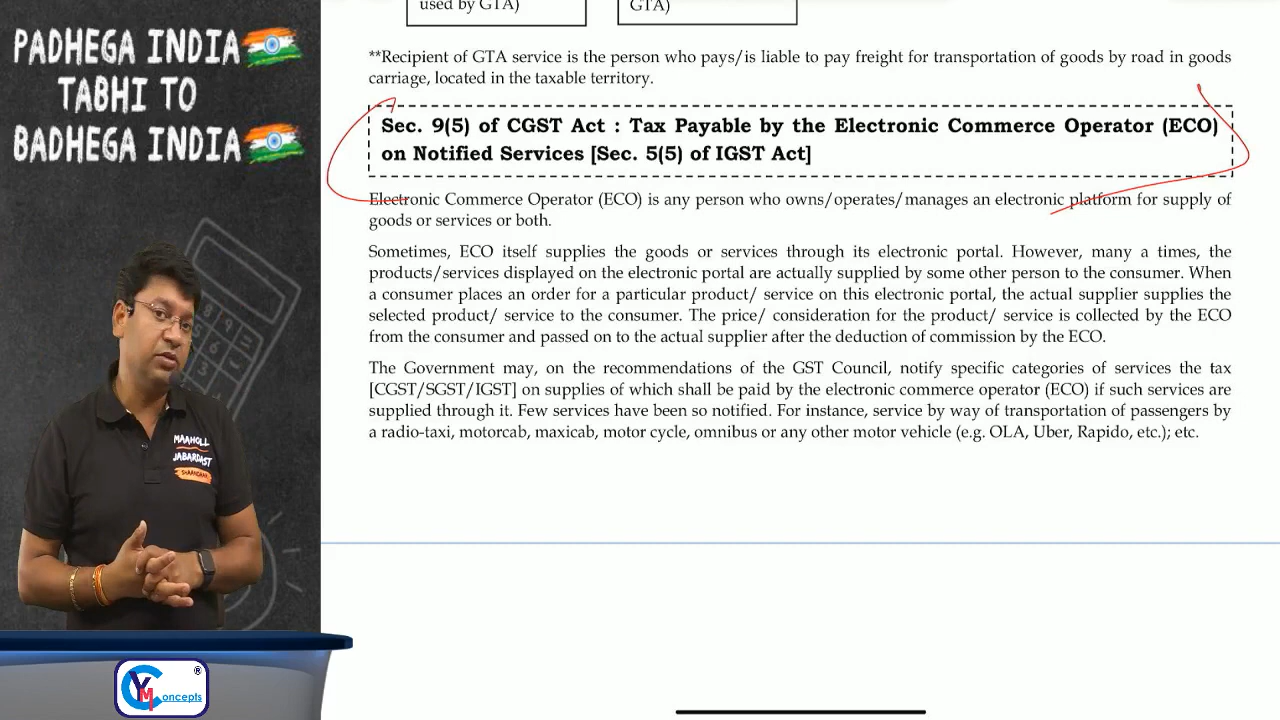 PADHEGA INDIA
TABHI TO
BADHEGA INDIA
used by GTA)
GTA)
**Recipient of GTA service is the person who pays/is liable to pay freight for transportation of goods by road in goods
carriage, located in the taxable territory.
Sec. 9(5) of CGST Act : Tax Payable by the Electronic Commerce Operator (ECO)
on Notified Services [Sec. 5(5) of IGST Act]
Electronic Commerce Operator (ECO) is any person who owns/operates/manages an electronic platform for supply of
goods or services or both.
Sometimes, ECO itself supplies the goods or services through its electronic portal. However, many a times, the
products/services displayed on the electronic portal are actually supplied by some other person to the consumer. When
a consumer places an order for a particular product/ service on this electronic portal, the actual supplier supplies the
selected product/ service to the consumer. The price/ consideration for the product/ service is collected by the ECO
from the consumer and passed on to the actual supplier after the deduction of commission by the ECO.
The Government may, on the recommendations of the GST Council, notify specific categories of services the tax
[CGST/SGST/IGST] on supplies of which shall be paid by the electronic commerce operator (ECO) if such services are
supplied through it. Few services have been so notified. For instance, service by way of transportation of passengers by
a radio-taxi, motorcab, maxicab, motor cycle, omnibus or any other motor vehicle (e.g. OLA, Uber, Rapido, etc.); etc.
MAAHOLL
JABARDAST
SHAANDHAR
YM Concepts ®